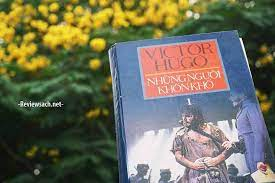 VICTOR
HUGO
NHỮNG NGƯỜI
KHỐN KHỔ
-Reviewsach.net-